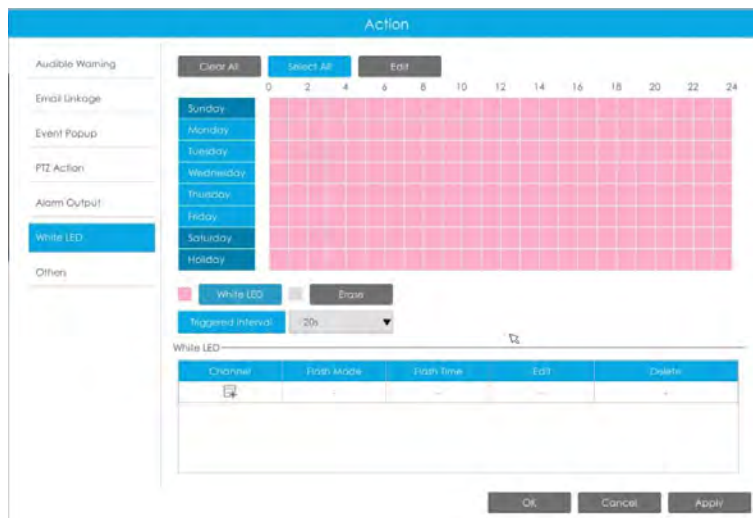 Action
Audible Warning
Email Linkage
Event Popup
PTZ Action
Alarm Output
White LED
Others
Clear All Select All Edit
0 2 4 6 8 10 12 14 16 18 20 22 24
Sunday
Monday
Tuesday
Wednesday
Thursday
Friday
Saturday
Holiday
White LED Erase
Triggered Interval 20s
White LED
Channel Flash Mode Flash Time Edit Delete
- - - -
OK Cancel Apply